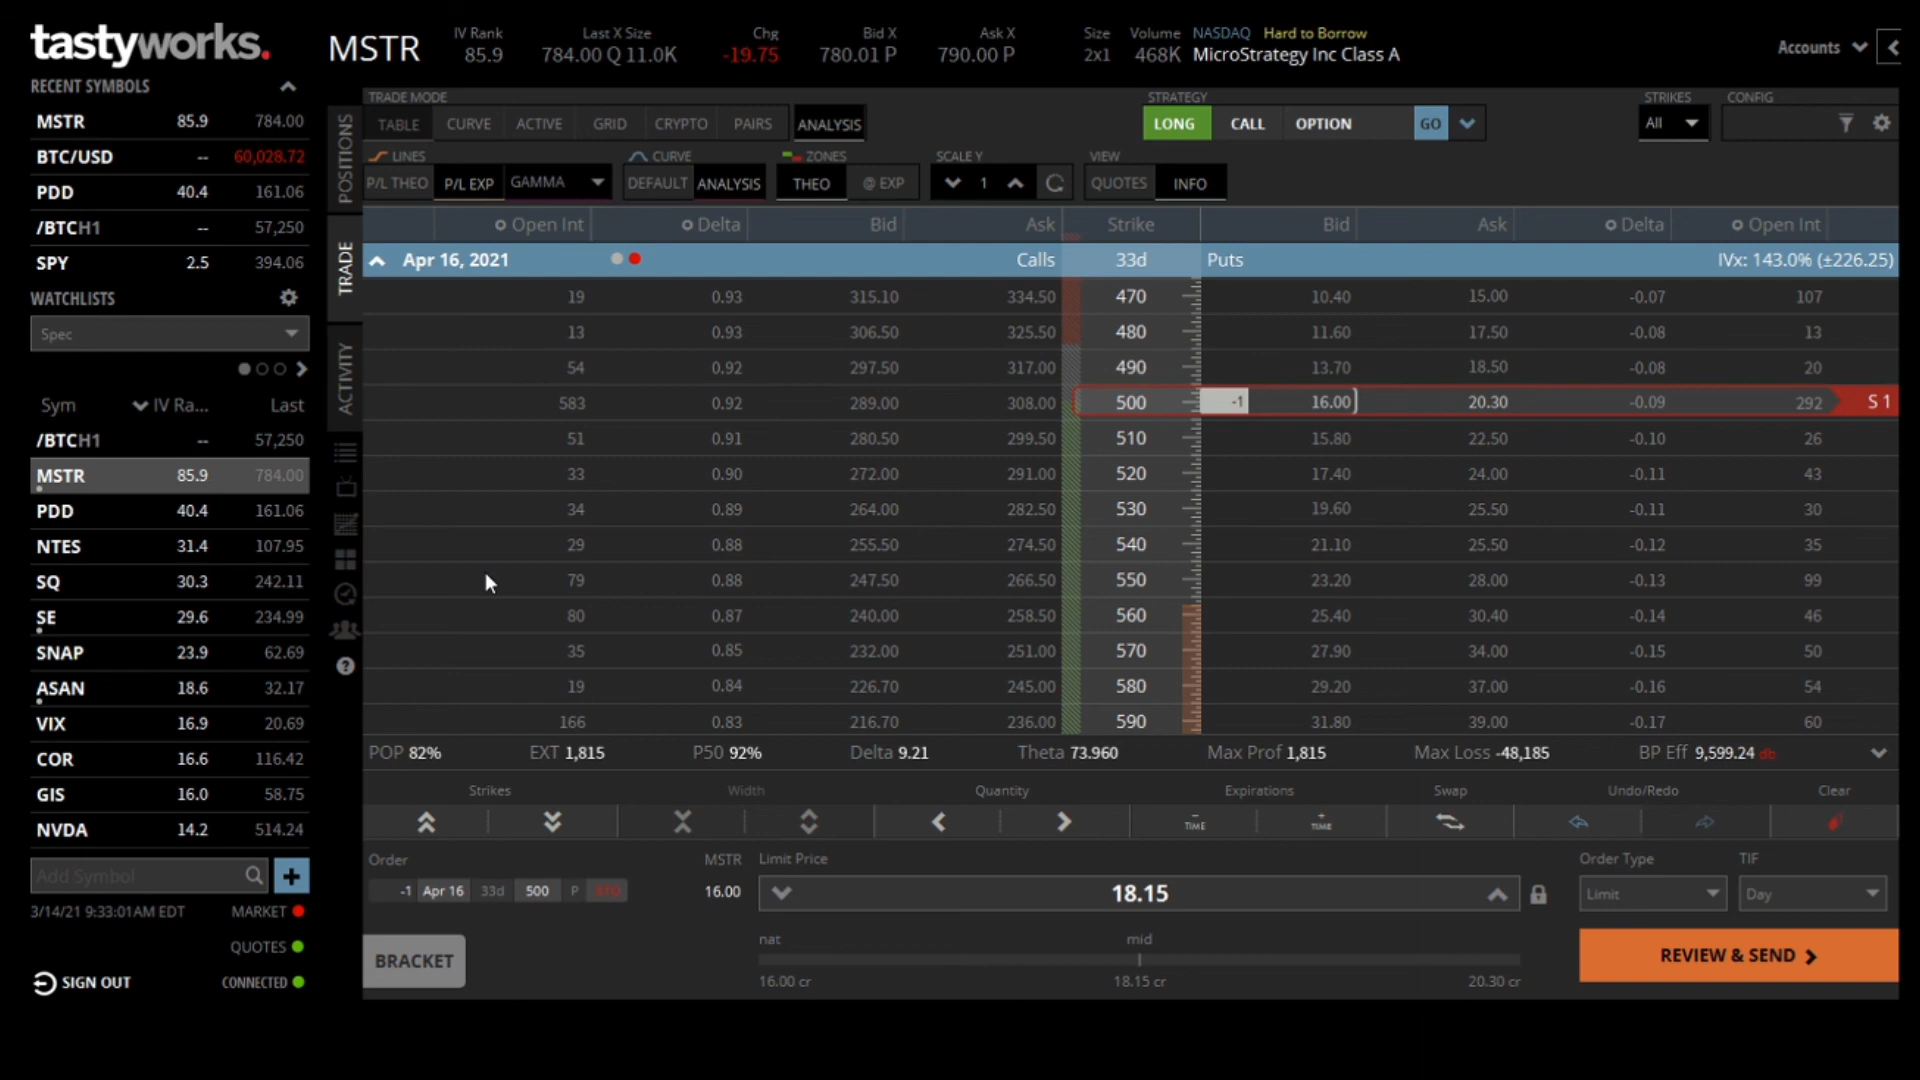 tastyworks.
MSTR
IV Rank
85.9
Last X Size
784.00 Q 11.0K
Chg
-19.75
Bid X
780.01 P
Ask X
790.00 P
Size
2x1
Volume
468K
NASDAQ Hard to Borrow
MicroStrategy Inc Class A
Accounts
RECENT SYMBOLS
MSTR 85.9 784.00
BTC/USD -- 60,028.72
PDD 40.4 161.06
/BTCH1 -- 57,250
SPY 2.5 394.06
WATCHLISTS
Spec
Sym IV Ra... Last
/BTCH1 -- 57,250
MSTR 85.9 784.00
PDD 40.4 161.06
NTES 31.4 107.95
SQ 30.3 242.11
SE 29.6 234.99
SNAP 23.9 62.69
ASAN 18.6 32.17
VIX 16.9 20.69
COR 16.6 116.42
GIS 16.0 58.75
NVDA 14.2 514.24
Add Symbol
3/14/21 9:33:01AM EDT MARKET
QUOTES
SIGN OUT CONNECTED
POSITIONS
TRADE
ACTIVITY
TRADE MODE
TABLE CURVE ACTIVE GRID CRYPTO PAIRS ANALYSIS
STRATEGY
LONG CALL OPTION GO
STRIKES
All
CONFIG
LINES
P/L THEO P/L EXP GAMMA
CURVE
DEFAULT ANALYSIS
ZONES
THEO @ EXP
SCALE Y
1
VIEW
QUOTES INFO
Open Int Delta Bid Ask Strike Bid Ask Delta Open Int
Apr 16, 2021 Calls 33d Puts IVx: 143.0% (±226.25)
19 0.93 315.10 334.50 470 10.40 15.00 -0.07 107
13 0.93 306.50 325.50 480 11.60 17.50 -0.08 13
54 0.92 297.50 317.00 490 13.70 18.50 -0.08 20
583 0.92 289.00 308.00 500 -1 16.00 20.30 -0.09 292 S 1
51 0.91 280.50 299.50 510 15.80 22.50 -0.10 26
33 0.90 272.00 291.00 520 17.40 24.00 -0.11 43
34 0.89 264.00 282.50 530 19.60 25.50 -0.11 30
29 0.88 255.50 274.50 540 21.10 25.50 -0.12 35
79 0.88 247.50 266.50 550 23.20 28.00 -0.13 99
80 0.87 240.00 258.50 560 25.40 30.40 -0.14 46
35 0.85 232.00 251.00 570 27.90 34.00 -0.15 50
19 0.84 226.70 245.00 580 29.20 37.00 -0.16 54
166 0.83 216.70 236.00 590 31.80 39.00 -0.17 60
POP 82% EXT 1,815 P50 92% Delta 9.21 Theta 73.960 Max Prof 1,815 Max Loss -48,185 BP Eff 9,599.24 db
Strikes Width Quantity Expirations Swap Undo/Redo Clear
TIME TIME
Order MSTR Limit Price Order Type TIF
-1 Apr 16 33d 500 P STO 16.00 18.15 Limit Day
BRACKET
nat mid
16.00 cr 18.15 cr 20.30 cr
REVIEW & SEND